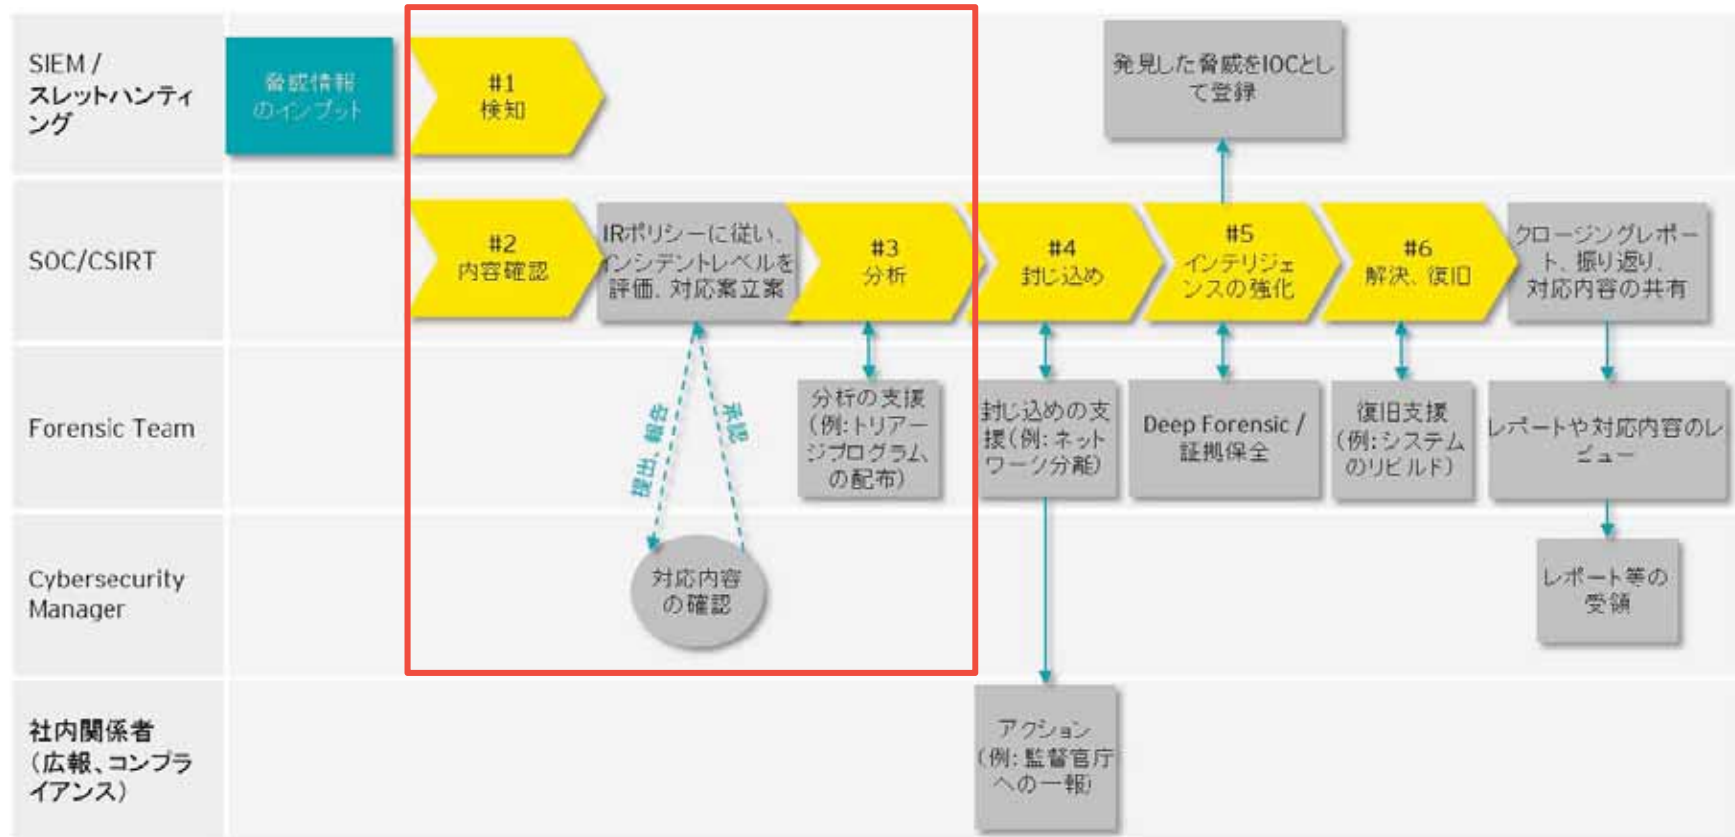 SIEM /
スレットハンティ
ング
脅威情報
のインプット
#1
検知
発見した脅威をIOCとし
て登録
SOC/CSIRT
#2
内容確認
IRポリシーに従い、
インシデントレベルを
評価、対応案立案
#3
分析
#4
封じ込め
#5
インテリジェ
ンスの強化
#6
解決、復旧
クロージングレポー
ト、振り返り、
対応内容の共有
Forensic Team
提出、報告
承認
分析の支援
(例:トリアー
ジプログラム
の配布)
封じ込めの支
援(例:ネット
ワーク分離)
Deep Forensic /
証拠保全
復旧支援
(例:システム
のリビルド)
レポートや対応内容のレ
ビュー
Cybersecurity
Manager
対応内容
の確認
レポート等の
受領
社内関係者
(広報、コンプラ
イアンス)
アクション
(例:監督官庁
への一報)